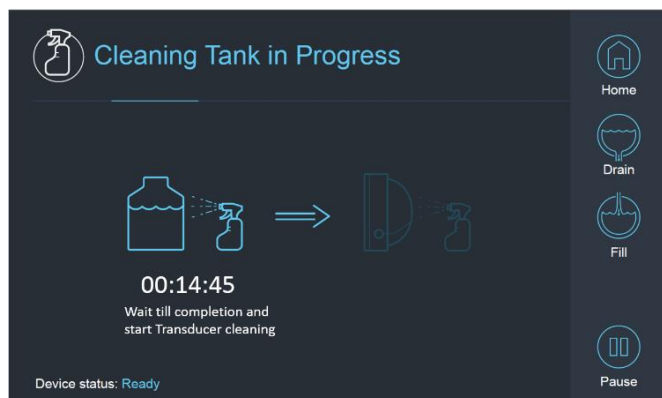 Cleaning Tank in Progress
Home
Drain
Fill
00:14:45
Wait till completion and
start Transducer cleaning
Device status: Ready
Pause